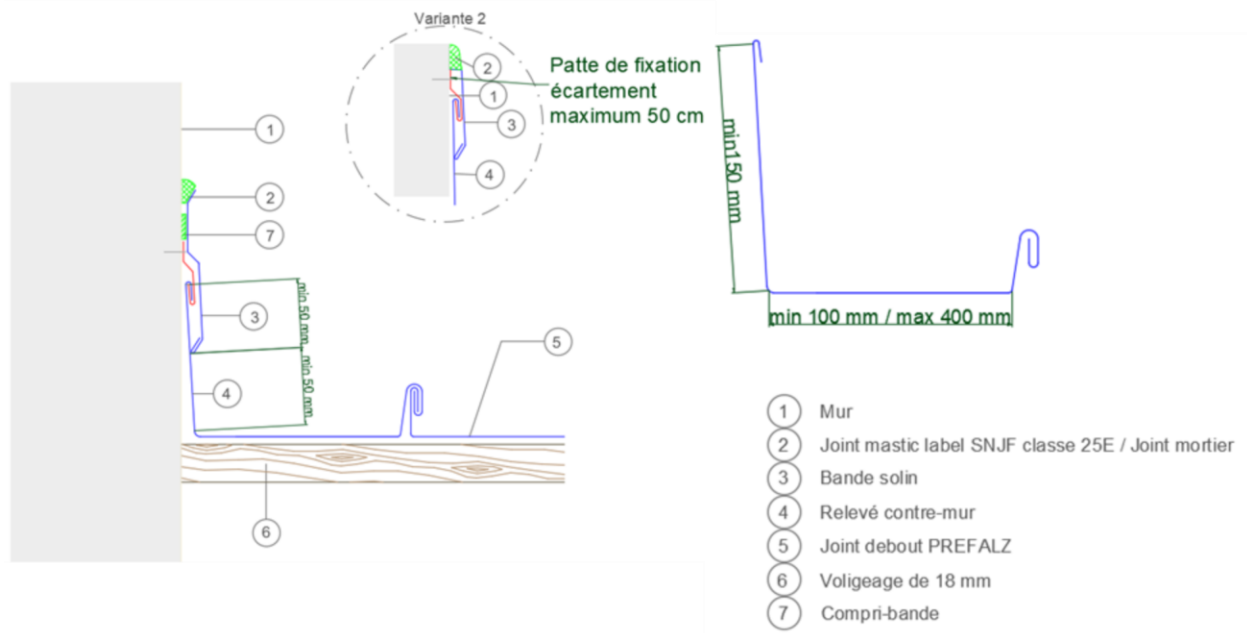 Variante 2
2
Patte de fixation
écartement
maximum 50 cm
1
3
4
1
2
7
3
4
5
6
min 50 mm
min 50 mm
min150 mm
min 100 mm / max 400 mm
1 Mur
2 Joint mastic label SNJF classe 25E / Joint mortier
3 Bande solin
4 Relevé contre-mur
5 Joint debout PREFALZ
6 Voligeage de 18 mm
7 Compri-bande